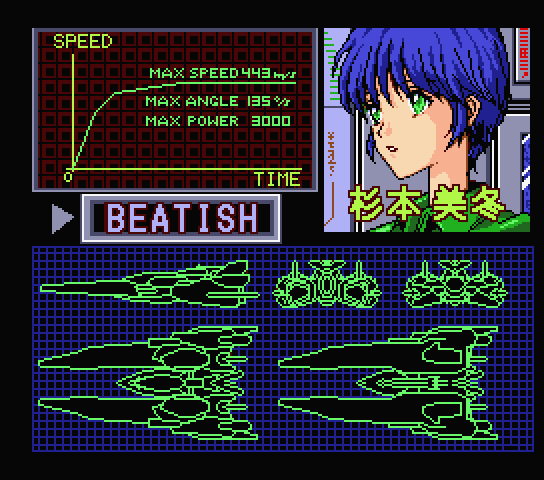 SPEED
MAX SPEED 443 m/s
MAX ANGLE 135 °/s
MAX POWER 3000
0
TIME
BEATISH
杉本 美冬